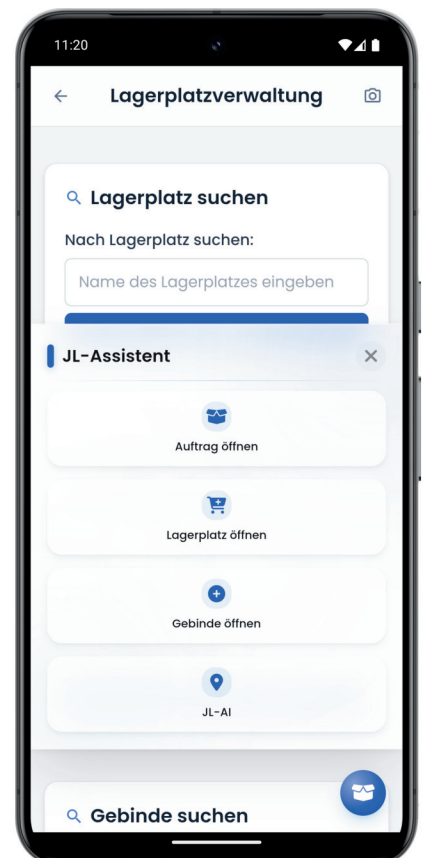 11:20
Lagerplatzverwaltung
Lagerplatz suchen
Nach Lagerplatz suchen:
Name des Lagerplatzes eingeben
JL-Assistent
Auftrag öffnen
Lagerplatz öffnen
Gebinde öffnen
JL-AI
Gebinde suchen